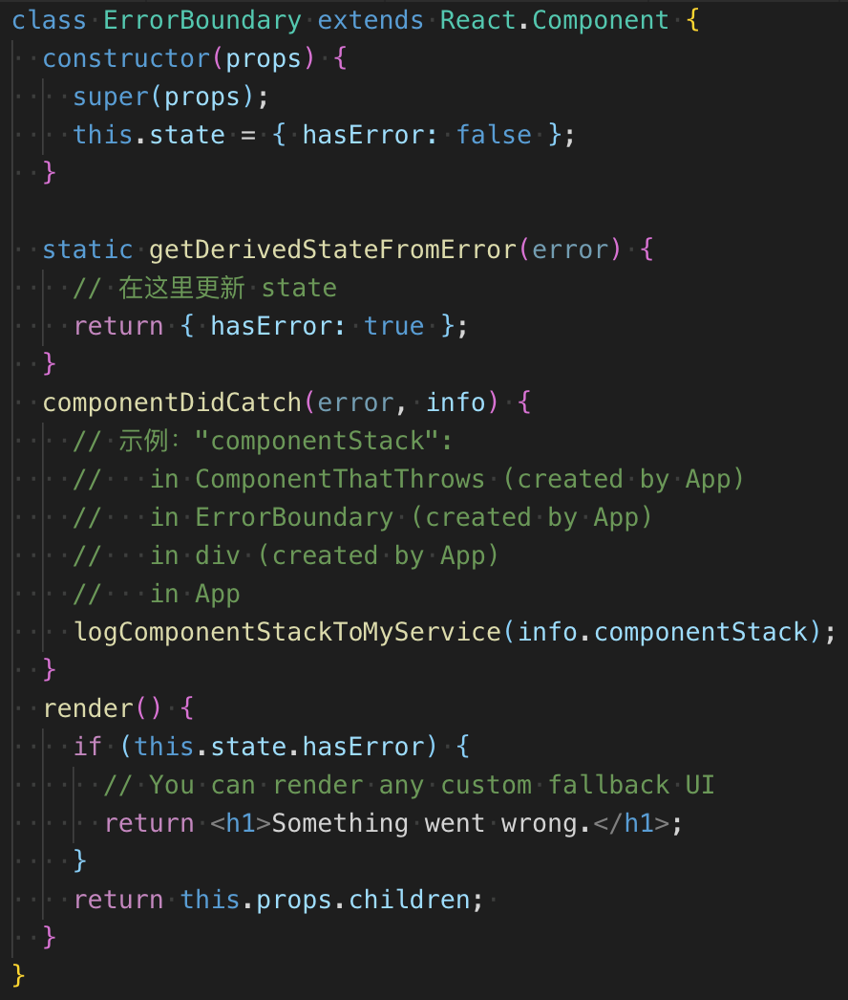 class ErrorBoundary extends React.Component {
  constructor(props) {
    super(props);
    this.state = { hasError: false };
  }

  static getDerivedStateFromError(error) {
    // 在这里更新 state
    return { hasError: true };
  }
  componentDidCatch(error, info) {
    // 示例："componentStack":
    //   in ComponentThatThrows (created by App)
    //   in ErrorBoundary (created by App)
    //   in div (created by App)
    //   in App
    logComponentStackToMyService(info.componentStack);
  }
  render() {
    if (this.state.hasError) {
      // You can render any custom fallback UI
      return <h1>Something went wrong.</h1>;
    }
    return this.props.children;
  }
}